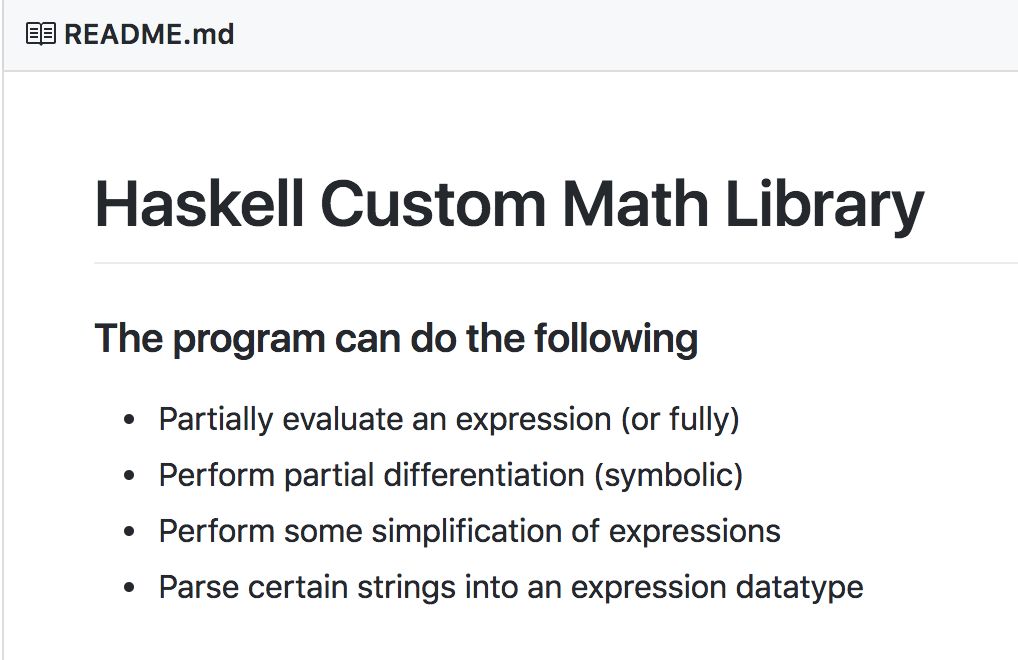 README.md
Haskell Custom Math Library
The program can do the following
• Partially evaluate an expression (or fully)
• Perform partial differentiation (symbolic)
• Perform some simplification of expressions
• Parse certain strings into an expression datatype